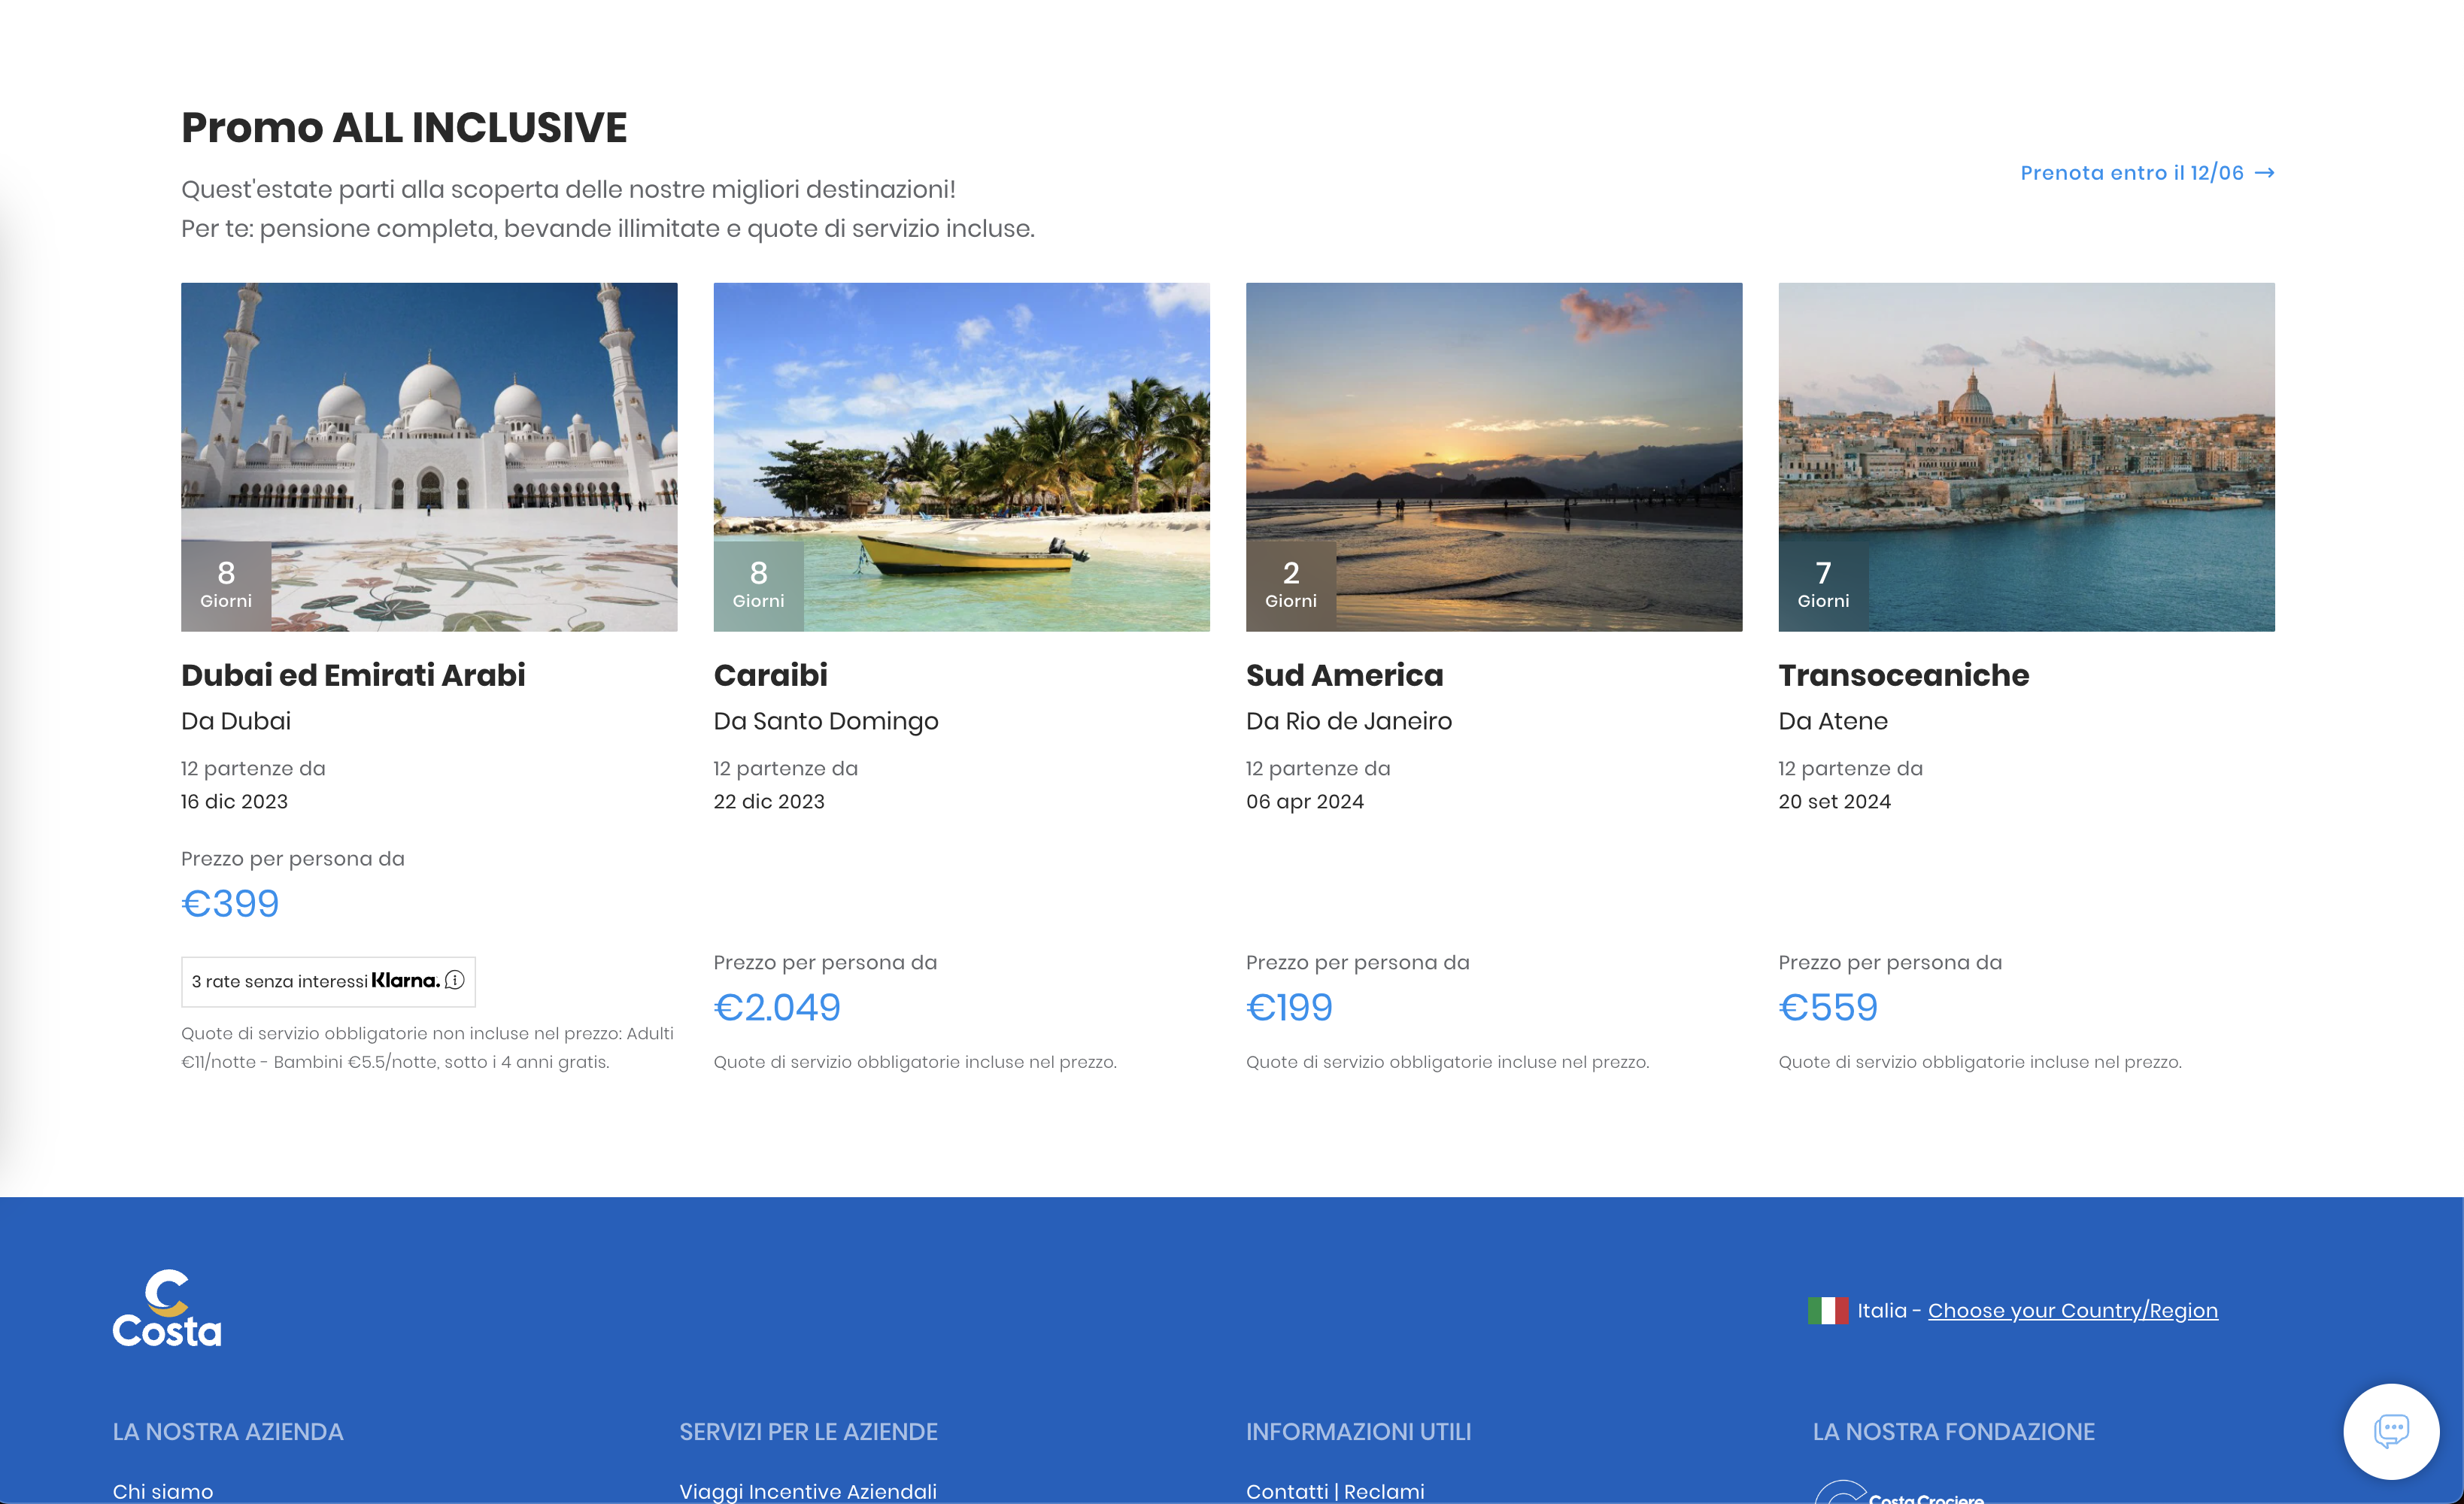 Promo ALL INCLUSIVE
Quest'estate parti alla scoperta delle nostre migliori destinazioni!
Per te: pensione completa, bevande illimitate e quote di servizio incluse.
Prenota entro il 12/06 →
8
Giorni
Dubai ed Emirati Arabi
Da Dubai
12 partenze da
16 dic 2023
Prezzo per persona da
€399
3 rate senza interessi Klarna.
Quote di servizio obbligatorie non incluse nel prezzo: Adulti
€11/notte - Bambini €5.5/notte, sotto i 4 anni gratis.
8
Giorni
Caraibi
Da Santo Domingo
12 partenze da
22 dic 2023
Prezzo per persona da
€2.049
Quote di servizio obbligatorie incluse nel prezzo.
2
Giorni
Sud America
Da Rio de Janeiro
12 partenze da
06 apr 2024
Prezzo per persona da
€199
Quote di servizio obbligatorie incluse nel prezzo.
7
Giorni
Transoceaniche
Da Atene
12 partenze da
20 set 2024
Prezzo per persona da
€559
Quote di servizio obbligatorie incluse nel prezzo.
Costa
Italia - Choose your Country/Region
LA NOSTRA AZIENDA
Chi siamo
SERVIZI PER LE AZIENDE
Viaggi Incentive Aziendali
INFORMAZIONI UTILI
Contatti | Reclami
LA NOSTRA FONDAZIONE
Costa Crociere